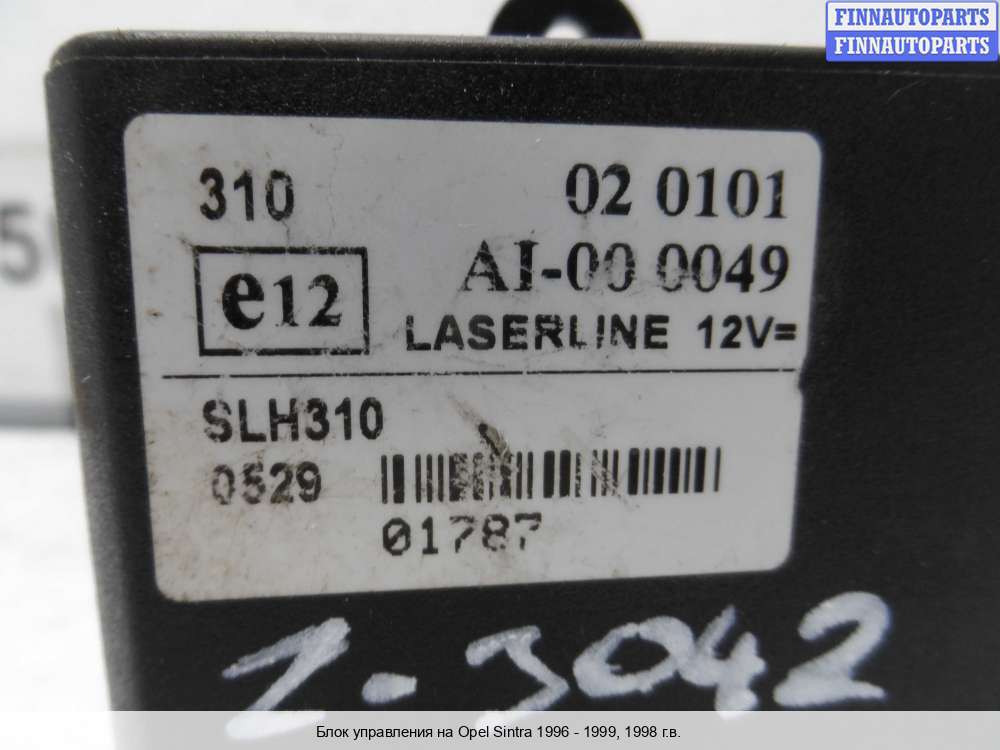 FINNAUTOPARTS
FINNAUTOPARTS
310 02 0101
e12 AI-00 0049
LASERLINE 12V=
SLH310
0529
01787
Z-3042
Блок управления на Opel Sintra 1996 - 1999, 1998 г.в.